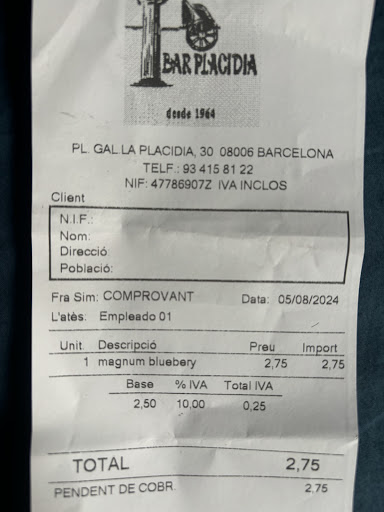 BAR PLACIDIA
desde 1964
PL. GAL LA PLACIDIA, 30 08006 BARCELONA
TELF.: 93 415 81 22
NIF: 47786907Z IVA INCLOS
Client
N.I.F.:
Nom:
Direcció:
Població:
Fra Sim: COMPROVANT Data: 05/08/2024
L'atès: Empleado 01
Unit Descripció Preu Import
1 magnum bluebery 2,75 2,75
Base % IVA Total IVA
2,50 10,00 0,25
TOTAL 2,75
PENDENT DE COBR. 2,75